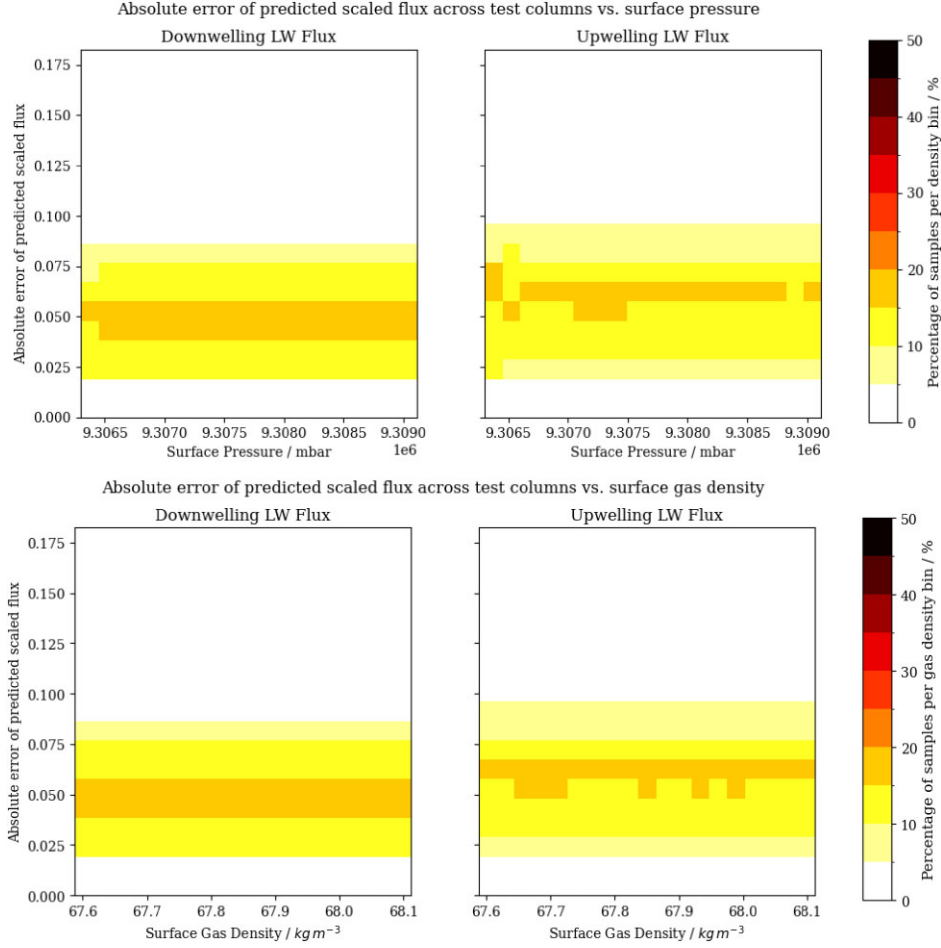 Absolute error of predicted scaled flux across test columns vs. surface pressure
Downwelling LW Flux
Upwelling LW Flux
Absolute error of predicted scaled flux
0.175
0.150
0.125
0.100
0.075
0.050
0.025
0.000
9.3065 9.3070 9.3075 9.3080 9.3085 9.3090
1e6
Surface Pressure / mbar
9.3065 9.3070 9.3075 9.3080 9.3085 9.3090
1e6
Surface Pressure / mbar
50
40
30
20
10
0
Percentage of samples per density bin / %
Absolute error of predicted scaled flux across test columns vs. surface gas density
Downwelling LW Flux
Upwelling LW Flux
Absolute error of predicted scaled flux
0.175
0.150
0.125
0.100
0.075
0.050
0.025
0.000
67.6 67.7 67.8 67.9 68.0 68.1
Surface Gas Density / kg m⁻³
67.6 67.7 67.8 67.9 68.0 68.1
Surface Gas Density / kg m⁻³
50
40
30
20
10
0
Percentage of samples per gas density bin / %